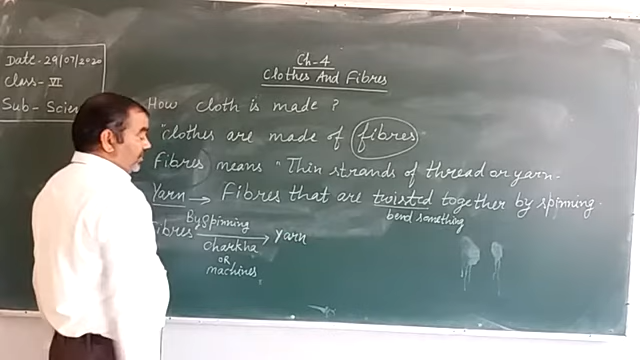 Date- 29/07/2020
Class- VI
Sub- Scien
Ch-4
Clothes And Fibres
How cloth is made ?
"Clothes are made of fibres"
Fibres means "Thin strands of thread or yarn.
Yarn → Fibres that are twisted together by spinning.
bend something
Fibres By spinning → Yarn
Charkha
OR
machines